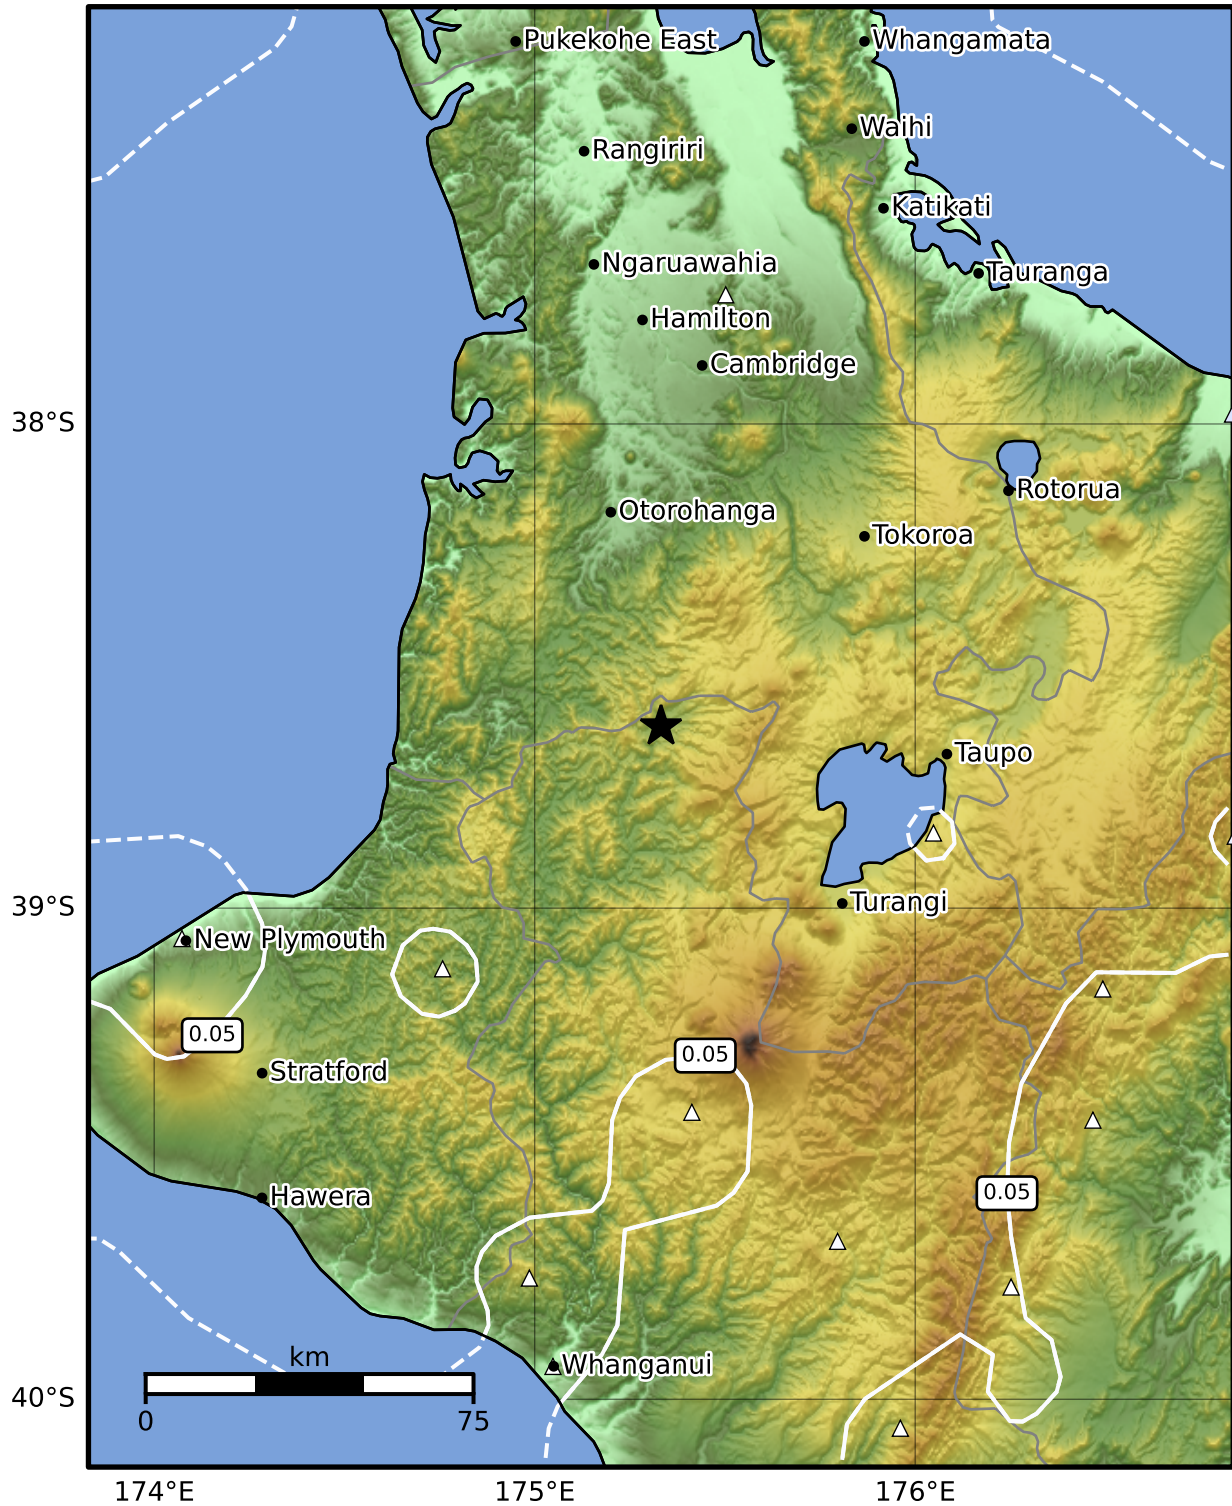 Pukekohe East
Whangamata
Waihi
Rangiriri
Katikati
Ngaruawahia
Tauranga
Hamilton
Cambridge
38°S
Rotorua
Otorohanga
Tokoroa
Taupo
39°S
Turangi
New Plymouth
0.05
0.05
Stratford
0.05
Hawera
km
Whanganui
40°S
0
75
174°E
175°E
176°E